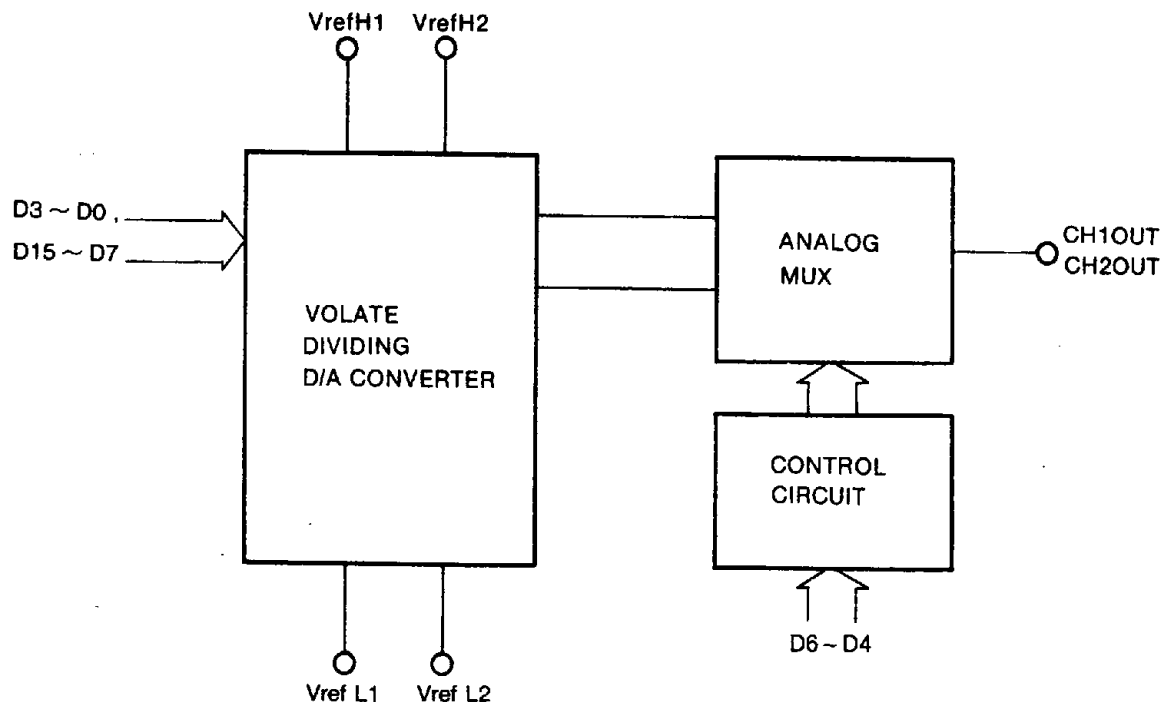 VrefH1 VrefH2
D3 ~ D0 ,
D15 ~ D7
VOLATE
DIVIDING
D/A CONVERTER
ANALOG
MUX
CH1OUT
CH2OUT
CONTROL
CIRCUIT
D6 ~ D4
Vref L1 Vref L2